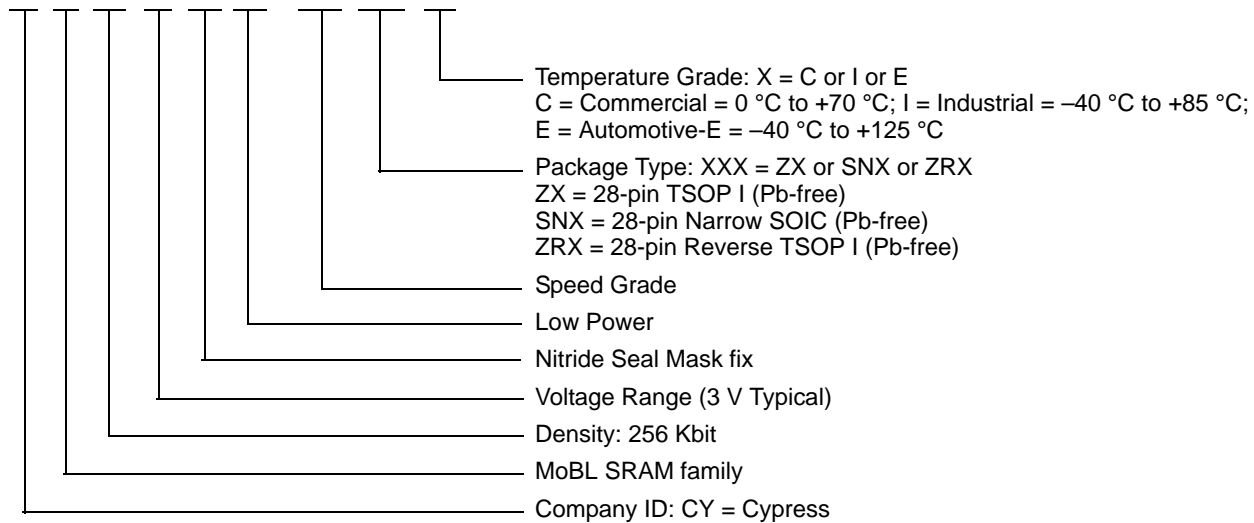 Temperature Grade: X = C or I or E
C = Commercial = 0 °C to +70 °C; I = Industrial = –40 °C to +85 °C;
E = Automotive-E = –40 °C to +125 °C
Package Type: XXX = ZX or SNX or ZRX
ZX = 28-pin TSOP I (Pb-free)
SNX = 28-pin Narrow SOIC (Pb-free)
ZRX = 28-pin Reverse TSOP I (Pb-free)
Speed Grade
Low Power
Nitride Seal Mask fix
Voltage Range (3 V Typical)
Density: 256 Kbit
MoBL SRAM family
Company ID: CY = Cypress